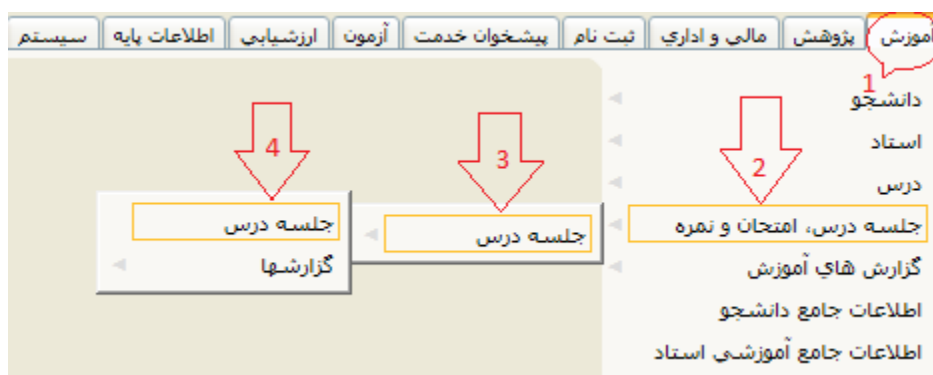 آموزش پژوهش مالي و اداري ثبت نام پیشخوان خدمت آزمون ارزشیابي اطلاعات پایه سیستم
1
دانشجو
استاد
درس
2
جلسه درس، امتحان و نمره
3
جلسه درس
4
جلسه درس
گزارشها
گزارش هاي آموزش
اطلاعات جامع دانشجو
اطلاعات جامع آموزشي استاد